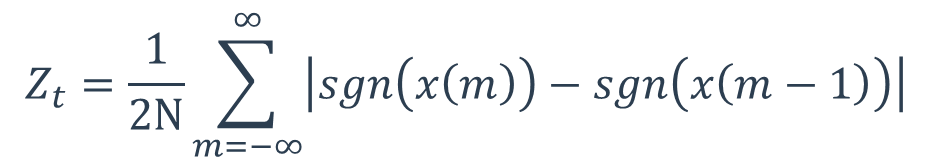 Z_t = \frac{1}{2N} \sum_{m=-\infty}^{\infty} |sgn(x(m)) - sgn(x(m-1))|